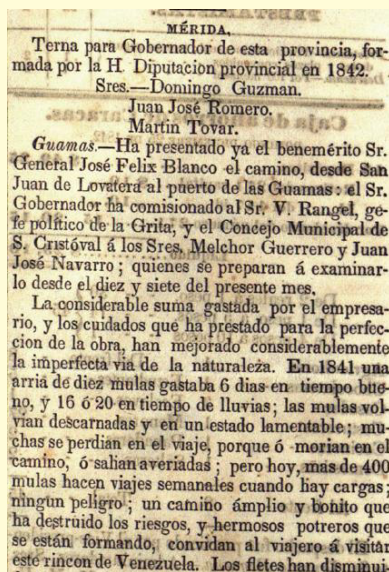 MÉRIDA.
Terna para Gobernador de esta provincia, for-
mada por la H. Diputacion provincial en 1842.
Sres.—Domingo Guzman.
Juan José Romero.
Martin Tovar.
Guamas.—Ha presentado ya el benemérito Sr.
General José Felix Blanco el camino, desde San
Juan de Lovatera al puerto de las Guamas: el Sr.
Gobernador ha comisionado al Sr. V. Rangel, ge-
fe político de la Grita, y el Concejo Municipal de
S. Cristóval á los Sres. Melchor Guerrero y Juan
José Navarro; quienes se preparan á examinar-
lo desde el diez y siete del presente mes.
La considerable suma gastada por el empresa-
rio, y los cuidados que ha prestado para la perfec-
cion de la obra, han mejorado considerablemente
la imperfecta via de la naturaleza. En 1841 una
arria de diez mulas gastaba 6 dias en tiempo bue-
no, y 16 ó 20 en tiempo de lluvias; las mulas vol-
vian descarnadas y en un estado lamentable; mu-
chas se perdian en el viaje, porque ó morian en el
camino, ó salian averiadas; pero hoy, mas de 400
mulas hacen viajes semanales cuando hay cargas;
ningun peligro; un camino ámplio y bonito que
ha destruido los riesgos, y hermosos potreros que
se están formando, convidan al viajero á visitar
este rincon de Venezuela. Los fletes han disminui-